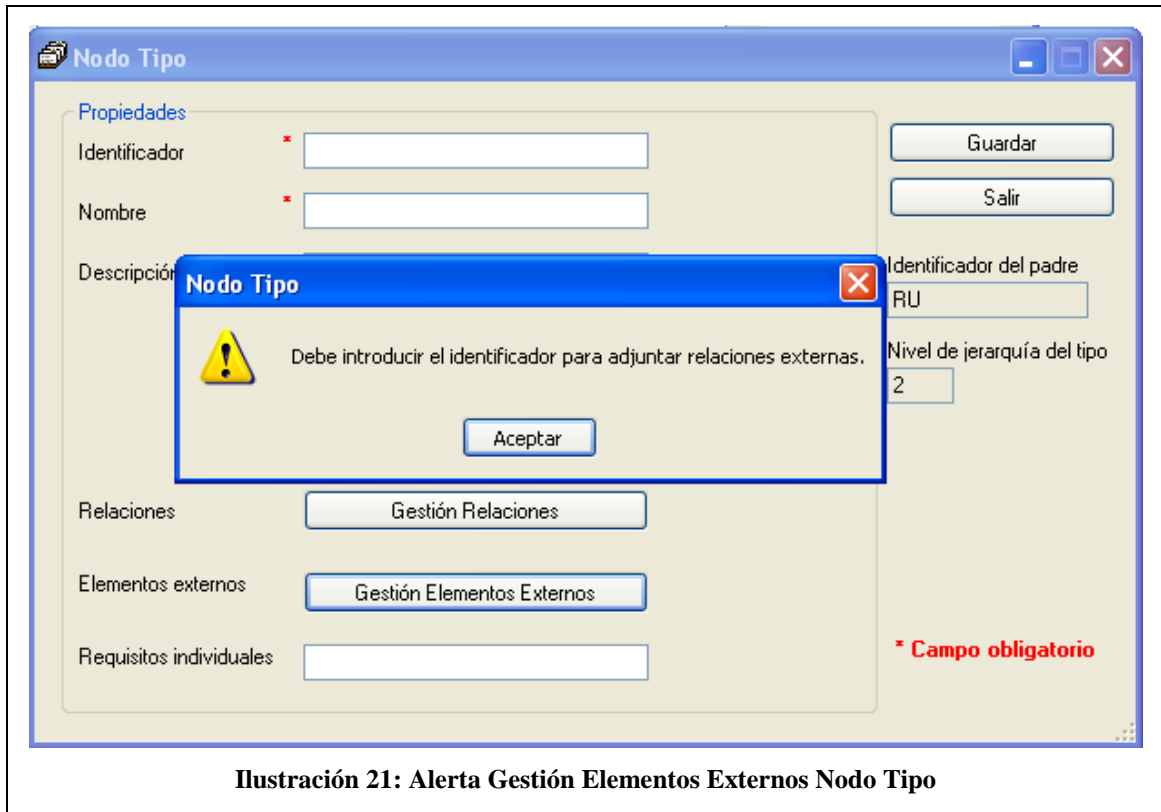 Nodo Tipo
Propiedades
Identificador *
Guardar
Nombre *
Salir
Descripción
Identificador del padre
RU
Nodo Tipo
Debe introducir el identificador para adjuntar relaciones externas.
Nivel de jerarquía del tipo
2
Aceptar
Relaciones
Gestión Relaciones
Elementos externos
Gestión Elementos Externos
Requisitos individuales
* Campo obligatorio
Ilustración 21: Alerta Gestión Elementos Externos Nodo Tipo